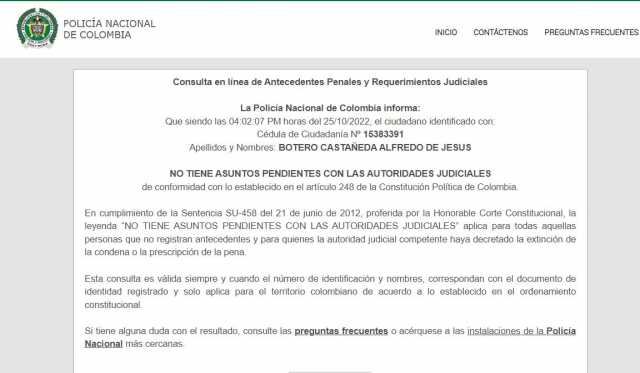 POLICÍA NACIONAL
DE COLOMBIA
INICIO CONTÁCTENOS PREGUNTAS FRECUENTES
Consulta en línea de Antecedentes Penales y Requerimientos Judiciales
La Policía Nacional de Colombia informa:
Que siendo las 04:02:07 PM horas del 25/10/2022, el ciudadano identificado con:
Cédula de Ciudadanía Nº 15383391
Apellidos y Nombres: BOTERO CASTAÑEDA ALFREDO DE JESUS
NO TIENE ASUNTOS PENDIENTES CON LAS AUTORIDADES JUDICIALES
de conformidad con lo establecido en el artículo 248 de la Constitución Política de Colombia.
En cumplimiento de la Sentencia SU-458 del 21 de junio de 2012, proferida por la Honorable Corte Constitucional, la
leyenda "NO TIENE ASUNTOS PENDIENTES CON LAS AUTORIDADES JUDICIALES" aplica para todas aquellas
personas que no registran antecedentes y para quienes la autoridad judicial competente haya decretado la extinción de
la condena o la prescripción de la pena.
Esta consulta es válida siempre y cuando el número de identificación y nombres, correspondan con el documento de
identidad registrado y solo aplica para el territorio colombiano de acuerdo a lo establecido en el ordenamiento
constitucional.
Si tiene alguna duda con el resultado, consulte las preguntas frecuentes o acérquese a las instalaciones de la Policía
Nacional más cercanas.